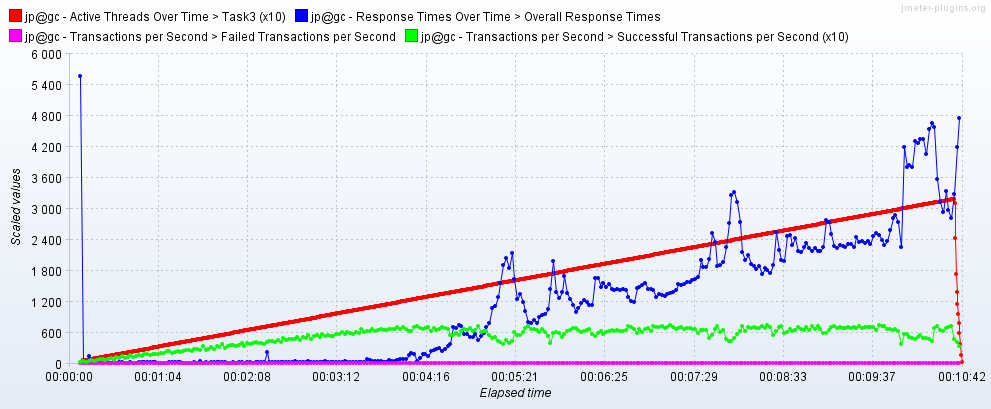 jp@gc - Active Threads Over Time > Task3 (x10) jp@gc - Response Times Over Time > Overall Response Times
jmeter-plugins.org
jp@gc - Transactions per Second > Failed Transactions per Second jp@gc - Transactions per Second > Successful Transactions per Second (x10)
6 000
5 400
4 800
4 200
3 600
3 000
2 400
1 800
1 200
600
0
Scaled values
00:00:00 00:01:04 00:02:08 00:03:12 00:04:16 00:05:21 00:06:25 00:07:29 00:08:33 00:09:37 00:10:42
Elapsed time